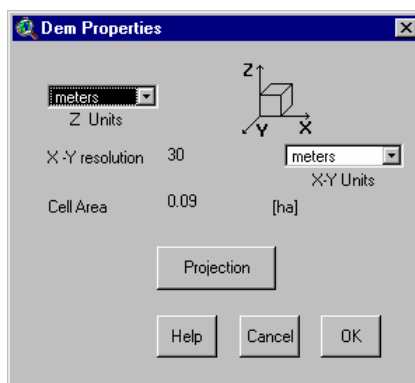 Dem Properties
Z
meters
Y X
Z Units
X-Y resolution 30 meters
X-Y Units
Cell Area 0.09 [ha]
Projection
Help Cancel OK